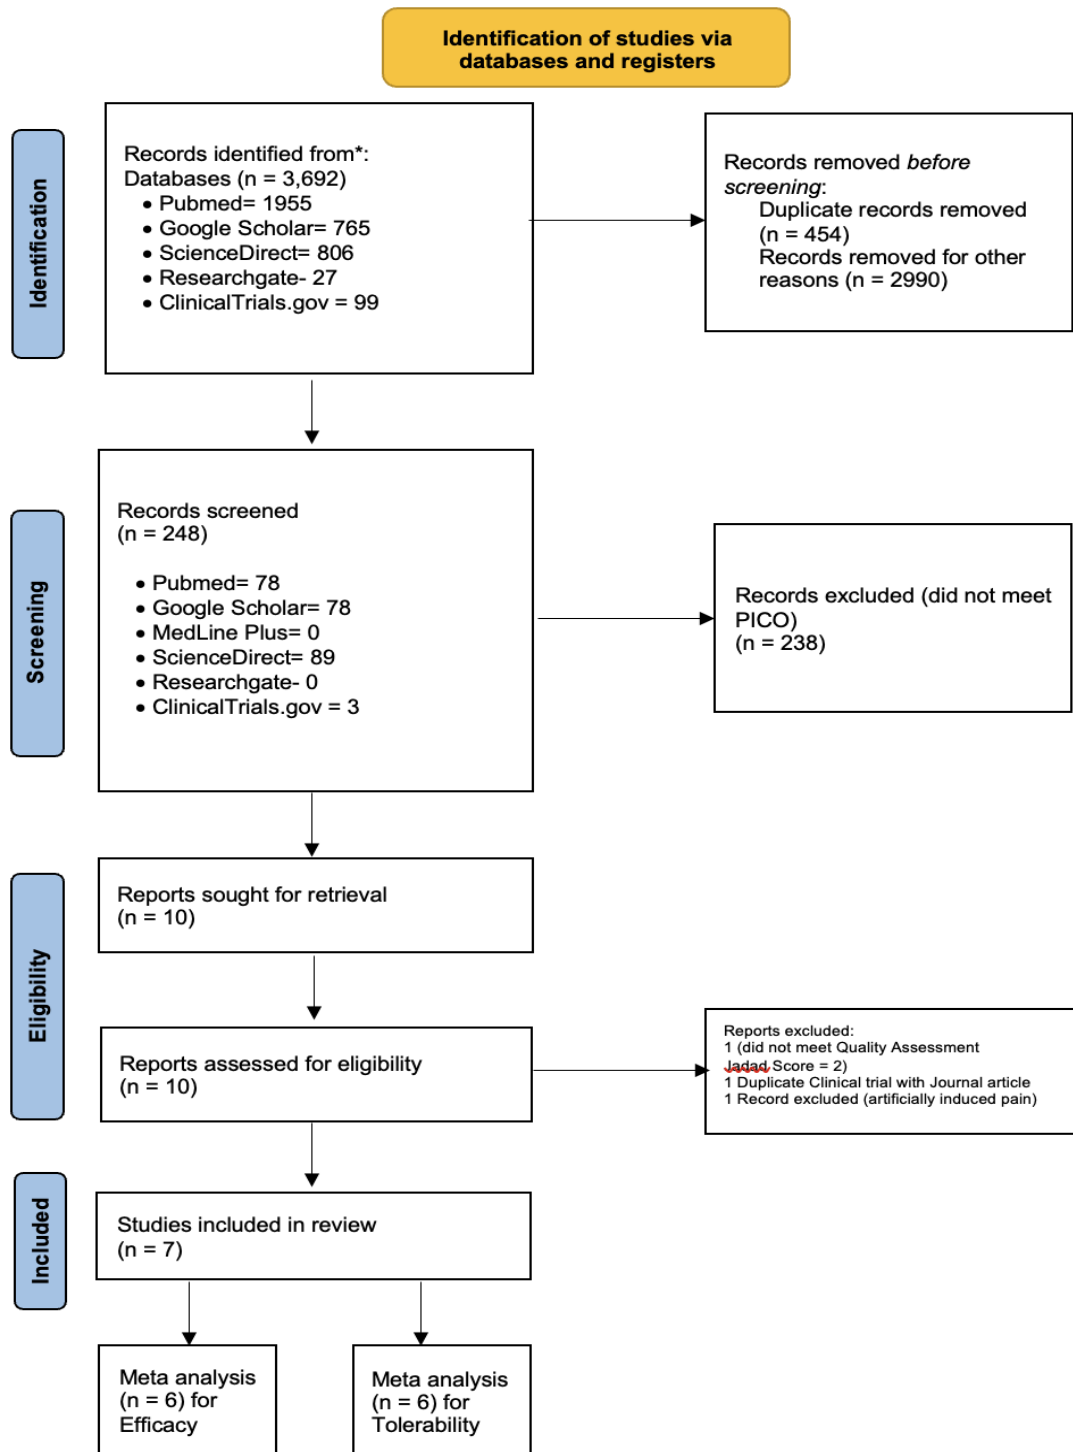 Identification of studies via
databases and registers
Identification
Records identified from*:
Databases (n = 3,692)
• Pubmed= 1955
• Google Scholar= 765
• ScienceDirect= 806
• Researchgate- 27
• ClinicalTrials.gov = 99
Records removed before
screening:
Duplicate records removed
(n = 454)
Records removed for other
reasons (n = 2990)
Screening
Records screened
(n = 248)
• Pubmed= 78
• Google Scholar= 78
• MedLine Plus= 0
• ScienceDirect= 89
• Researchgate- 0
• ClinicalTrials.gov = 3
Records excluded (did not meet
PICO)
(n = 238)
Eligibility
Reports sought for retrieval
(n = 10)
Reports assessed for eligibility
(n = 10)
Reports excluded:
1 (did not meet Quality Assessment
Jadad Score = 2)
1 Duplicate Clinical trial with Journal article
1 Record excluded (artificially induced pain)
Included
Studies included in review
(n = 7)
Meta analysis
(n = 6) for
Efficacy
Meta analysis
(n = 6) for
Tolerability